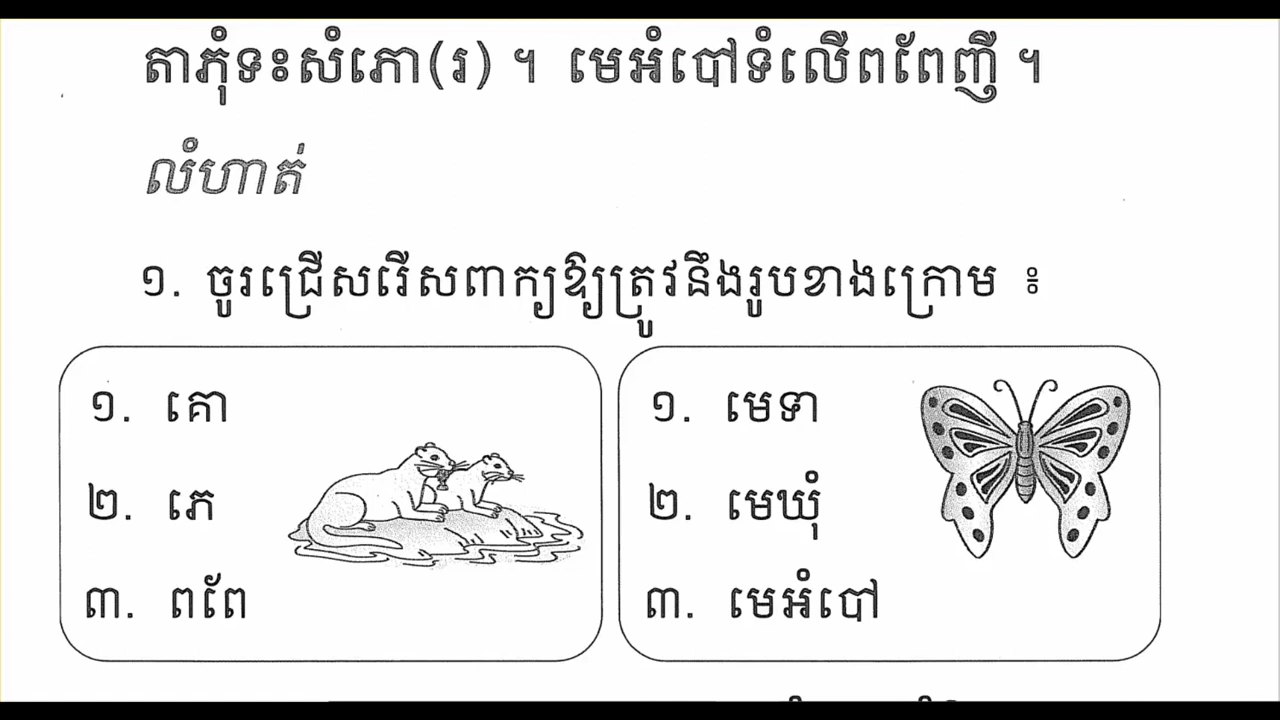 តាភុំទះសំភោ(រ) ។ មេអំបៅទំលើពពែញី ។
លំហាត់
១. ចូរជ្រើសរើសពាក្យឱ្យត្រូវនឹងរូបខាងក្រោម ៖
១. គោ
២. ភេ
៣. ពពែ
១. មេទា
២. មេឃុំ
៣. មេអំបៅ